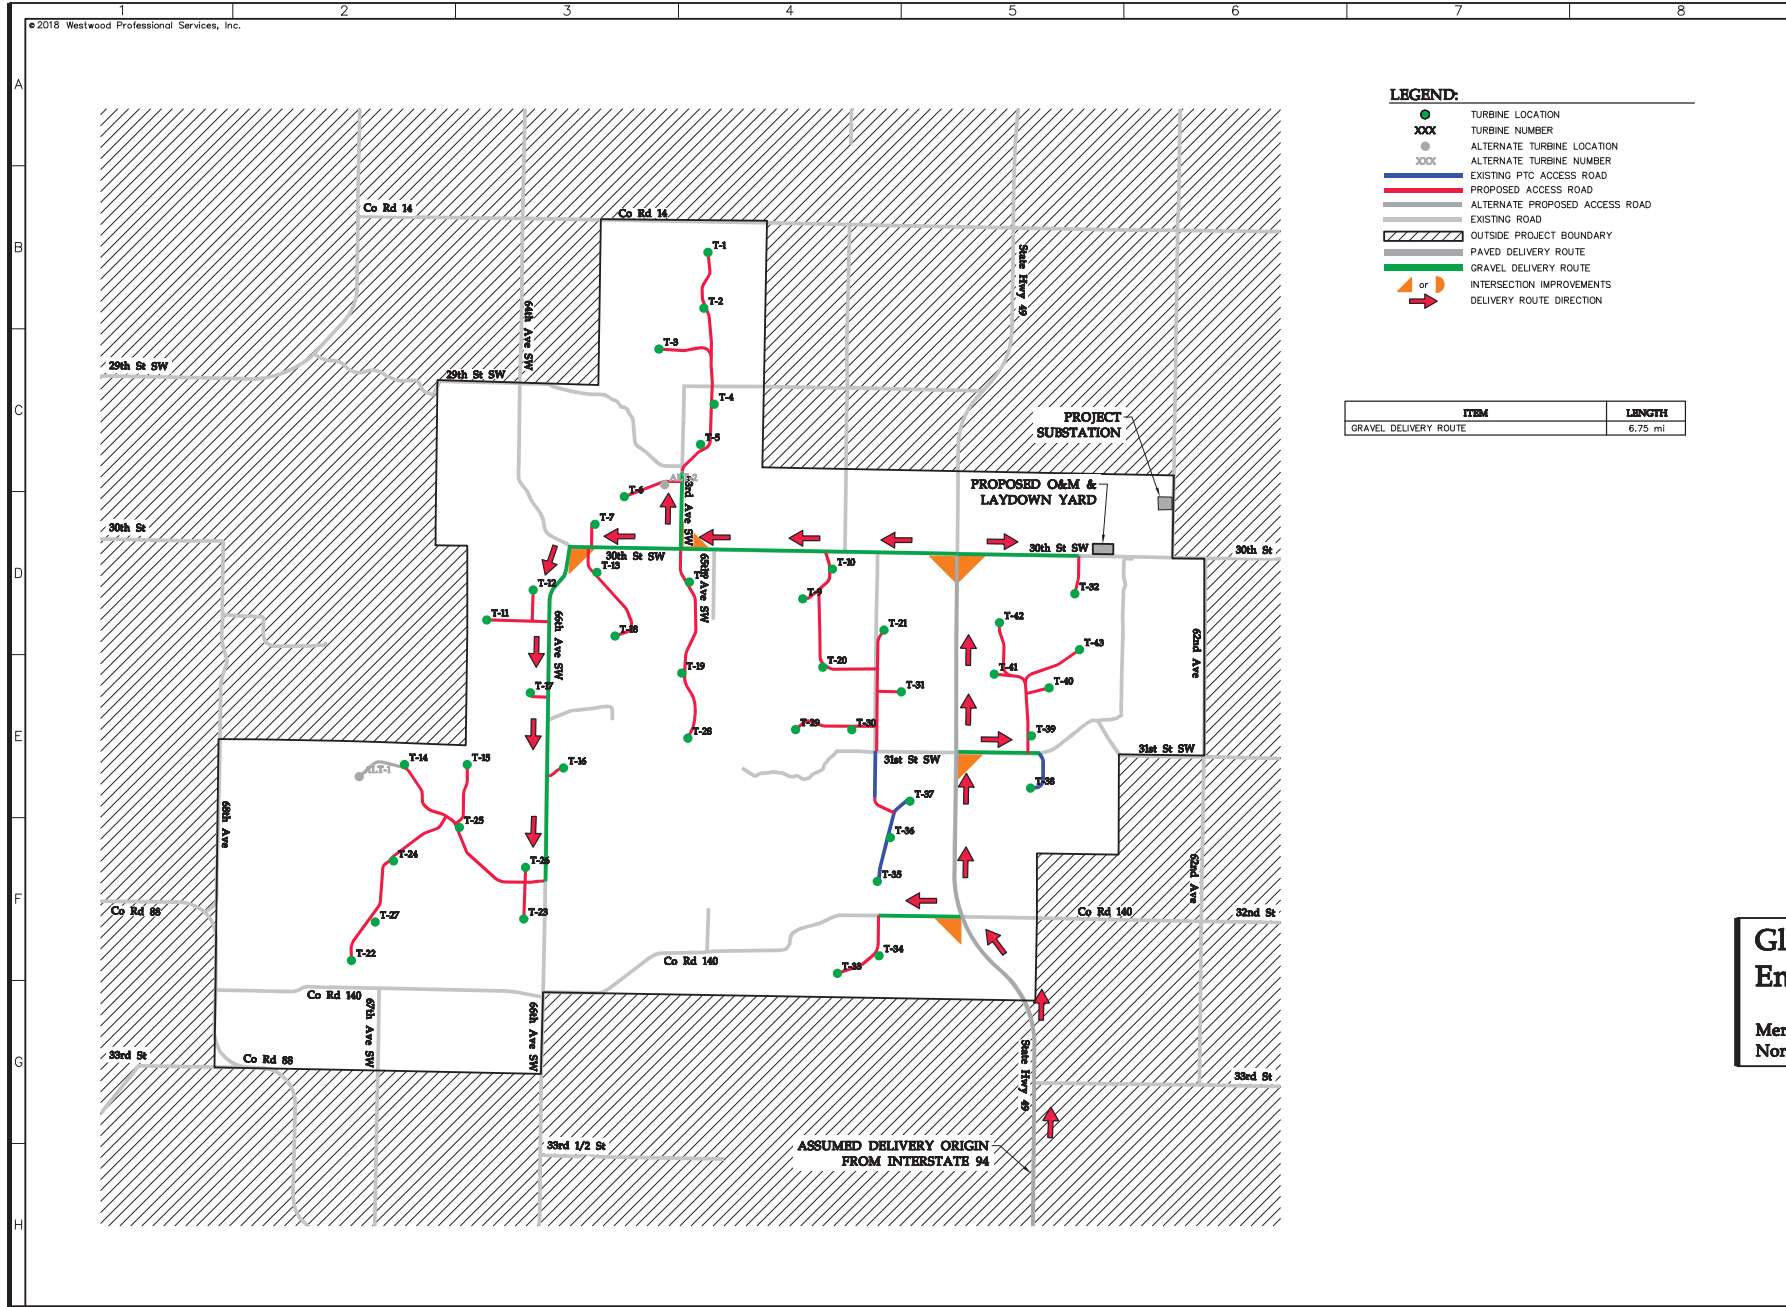 1 2 3 4 5 6 7 8
©2018 Westwood Professional Services, Inc.
A
B
C
D
E
F
G
H
LEGEND:
TURBINE LOCATION
XXX TURBINE NUMBER
ALTERNATE TURBINE LOCATION
XXX ALTERNATE TURBINE NUMBER
EXISTING PTC ACCESS ROAD
PROPOSED ACCESS ROAD
ALTERNATE PROPOSED ACCESS ROAD
EXISTING ROAD
OUTSIDE PROJECT BOUNDARY
PAVED DELIVERY ROUTE
GRAVEL DELIVERY ROUTE
or INTERSECTION IMPROVEMENTS
DELIVERY ROUTE DIRECTION
ITEM LENGTH
GRAVEL DELIVERY ROUTE 6.75 mi
Co Rd 14
Co Rd 14
T-1
State Hwy 49
T-2
64th Ave SW
T-3
29th St SW
29th St SW
T-4
PROJECT
SUBSTATION
T-5
T-6
PROPOSED O&M &
LAYDOWN YARD
T-7
30th St
30th St SW
30th St SW
30th St
T-13
T-10
T-12
T-9
T-32
T-11
T-18
T-21
T-42
66th Ave SW
62nd Ave
T-43
T-19
T-20
T-41
T-40
T-17
T-31
T-28
T-29
T-30
T-39
31st St SW
31st St SW
T-14
T-15
T-16
ALT-1
T-38
T-37
68th Ave
T-25
T-36
T-24
T-26
T-35
62nd Ave
Co Rd 88
T-27
T-23
Co Rd 140
32nd St
T-22
Co Rd 140
T-33
T-34
Co Rd 140
67th Ave SW
66th Ave SW
33rd St
Co Rd 88
State Hwy 49
33rd St
33rd 1/2 St
ASSUMED DELIVERY ORIGIN
FROM INTERSTATE 94
Gl
En
Mer
Nor